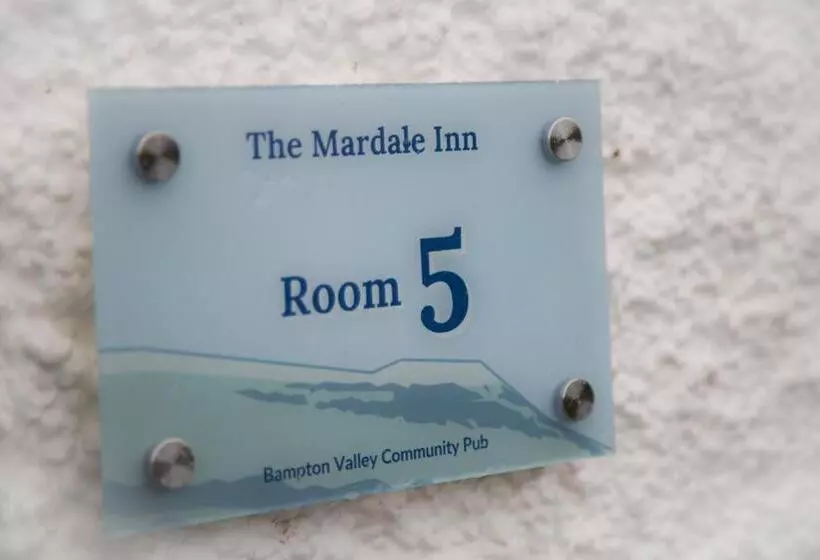 The Mardale Inn
Room 5
Bampton Valley Community Pub